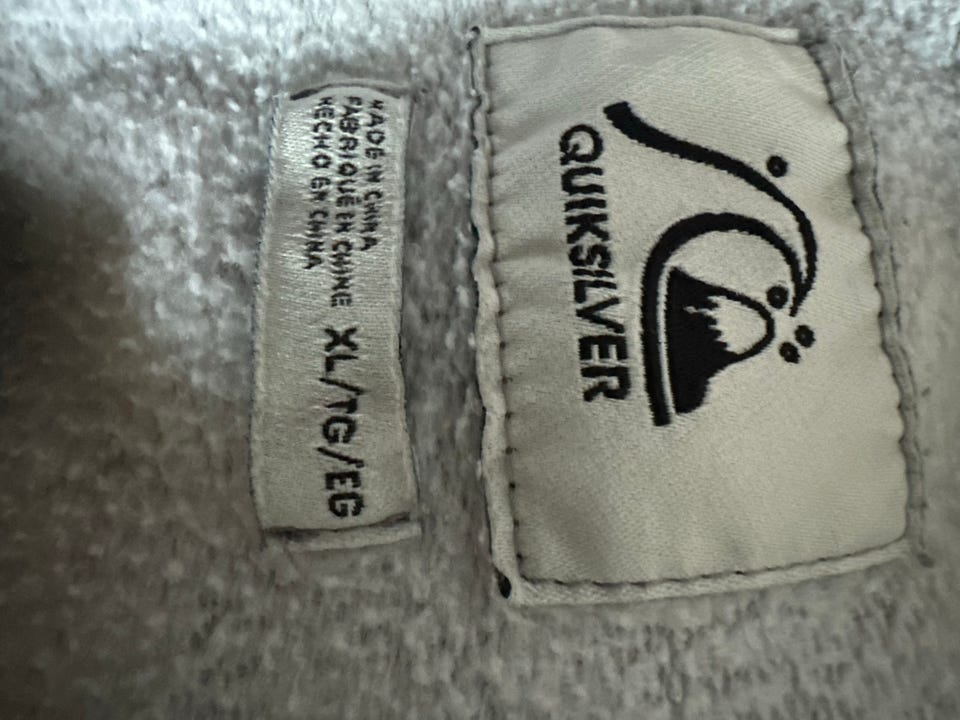 QUIKSILVER
MADE IN CHINA
FABRIQUÉ EN CHINE
HECHO EN CHINA
XL/TG/EG